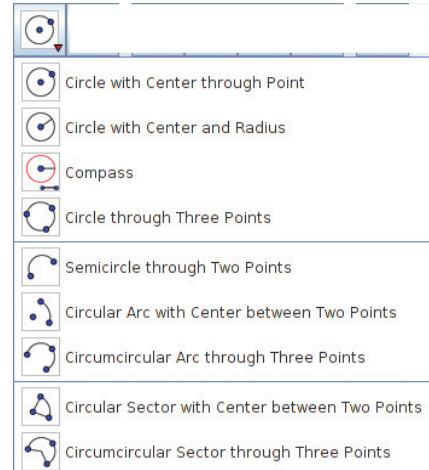 Circle with Center through Point
Circle with Center and Radius
Compass
Circle through Three Points
Semicircle through Two Points
Circular Arc with Center between Two Points
Circumcircular Arc through Three Points
Circular Sector with Center between Two Points
Circumcircular Sector through Three Points